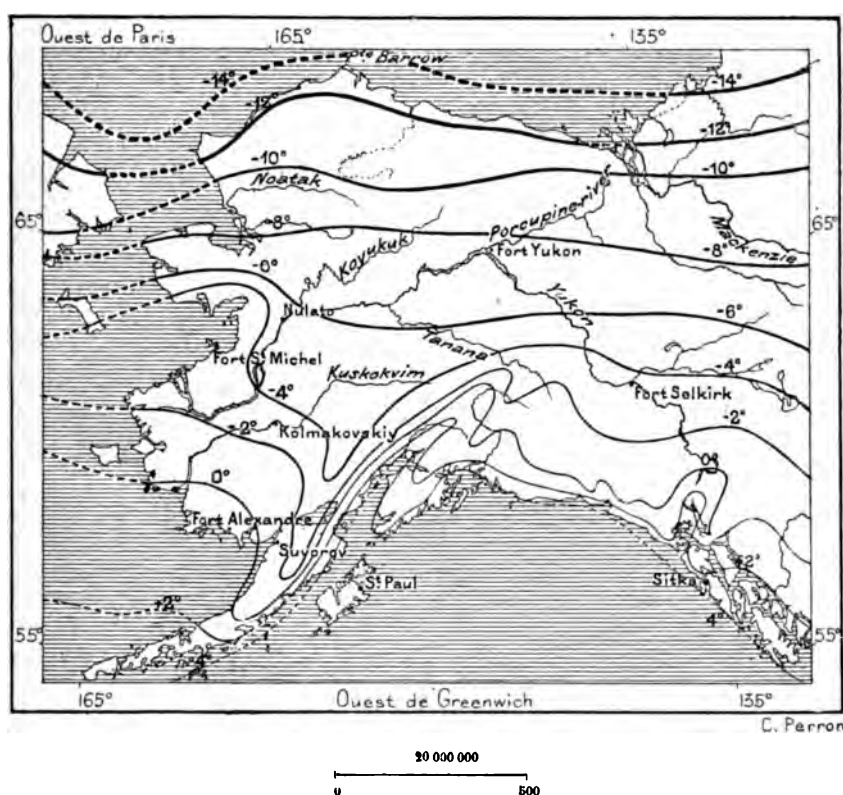 Ouest de Paris
165°
135°
Pte Barrow
-14°
-14°
-12°
-12°
-10°
-10°
Noatak
65°
65°
-8°
Porcupine-river
Mackenzie
Koyukuk
Fort Yukon
-8°
-6°
Nulato
Yukon
-6°
Tanana
Fort St Michel
-4°
Kuskokvim
-4°
Fort Selkirk
-2°
Kolmakovskiy
-2°
0°
0°
Fort Alexandre
Suvorov
St Paul
Sitka
+2°
+2°
4°
4°
55°
55°
165°
135°
Ouest de Greenwich
C. Perron
20 000 000
0 500